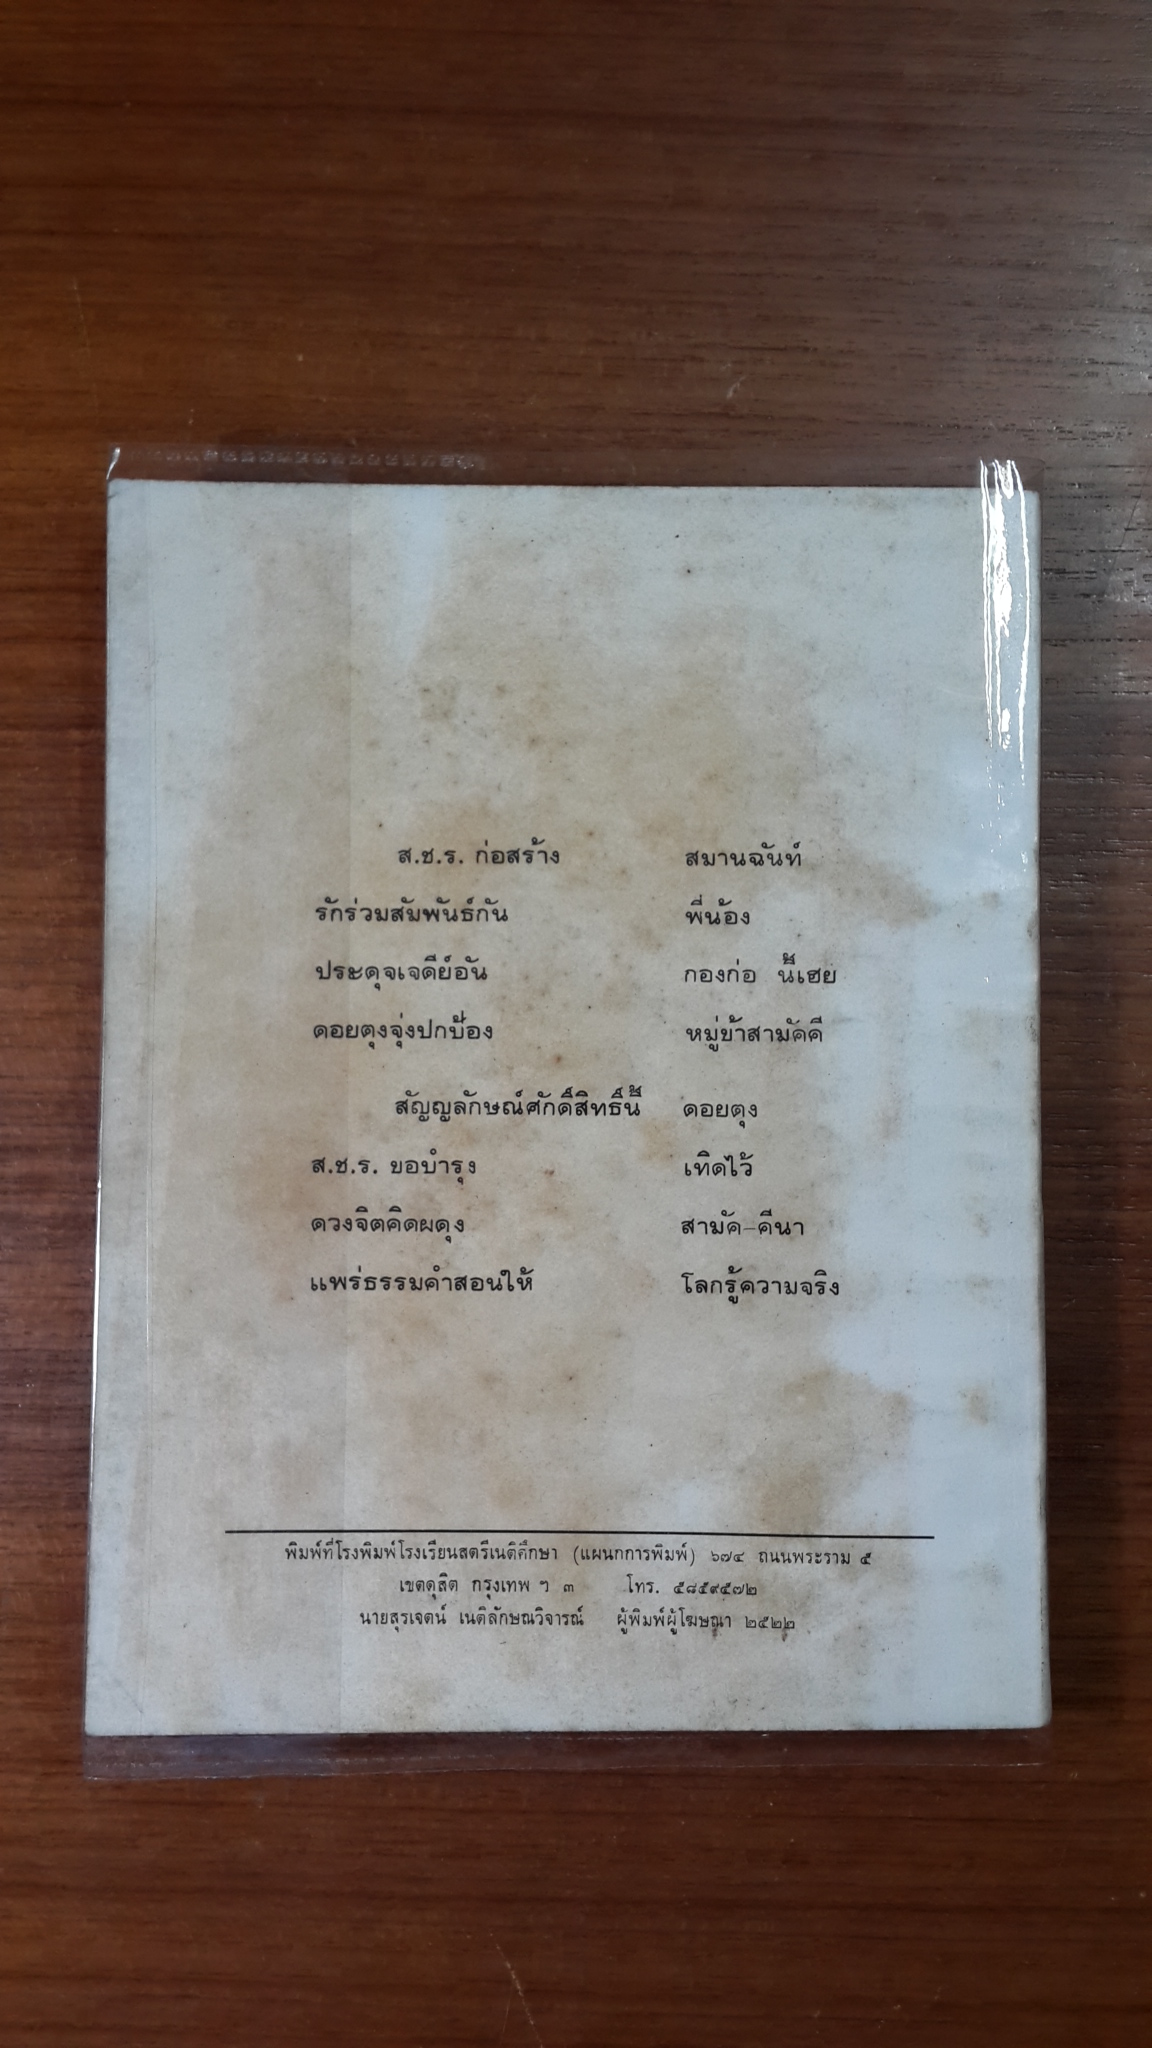 ส.ช.ร. ก่อสร้าง สมานฉันท์
รักร่วมสัมพันธ์กัน พี่น้อง
ประดุจเจดีย์อัน กองก่อ นี้เฮย
ดอยตุงจุ่งปกป้อง หมู่ข้าสามัคคี
สัญญลักษณ์ศักดิ์สิทธิ์นี้ ดอยตุง
ส.ช.ร. ขอบำรุง เทิดไว้
ดวงจิตคิดผดุง สามัค-คีนา
แพร่ธรรมคำสอนให้ โลกรู้ความจริง
พิมพ์ที่โรงพิมพ์โรงเรียนสตรีเนติศึกษา (แผนกการพิมพ์) ๖๗๔ ถนนพระราม ๕
เขตดุสิต กรุงเทพ ฯ ๓ โทร. ๕๘๕๙๕๗๒
นายสุรเจตน์ เนติลักษณวิจารณ์ ผู้พิมพ์ผู้โฆษณา ๒๕๒๒